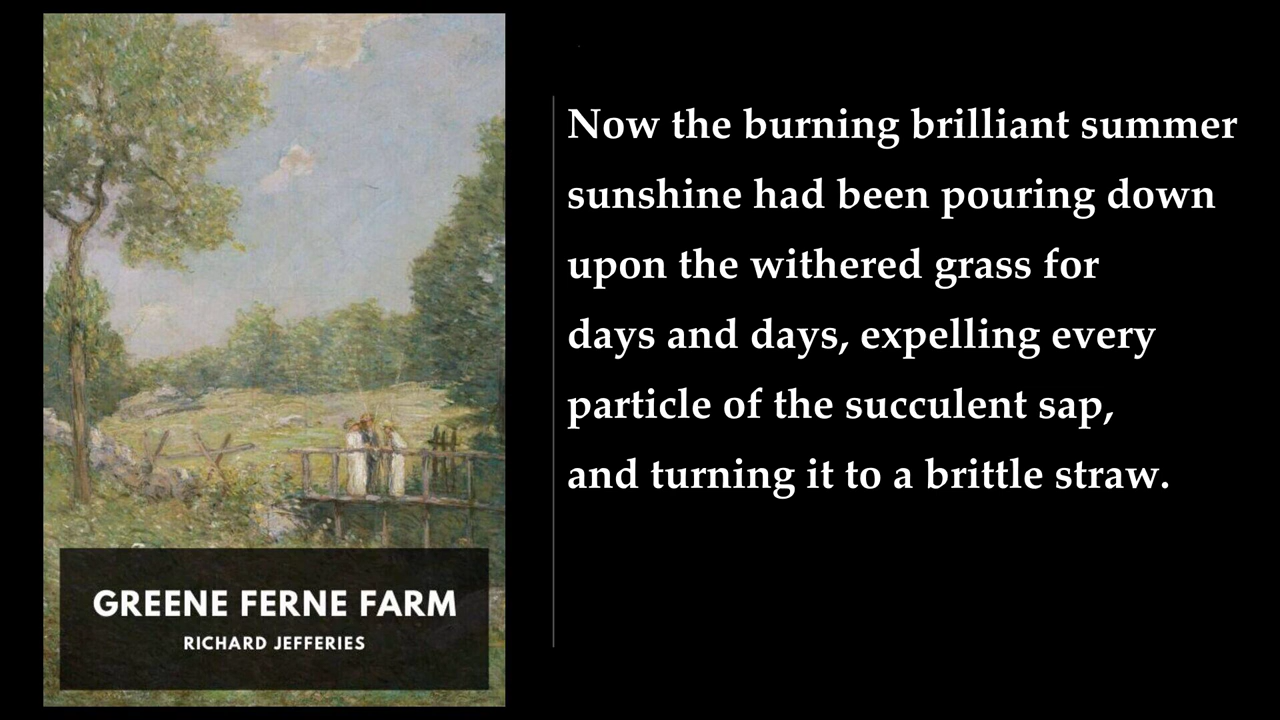 Now the burning brilliant summer
sunshine had been pouring down
upon the withered grass for
days and days, expelling every
particle of the succulent sap,
and turning it to a brittle straw.
GREENE FERNE FARM
RICHARD JEFFERIES